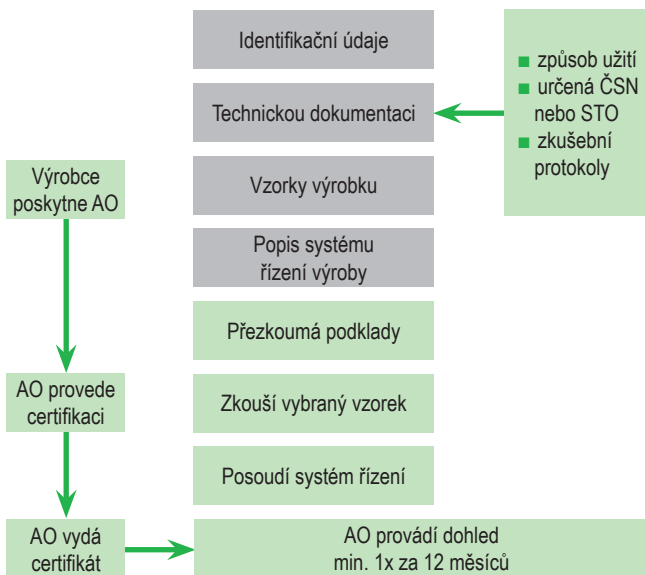 Identifikační údaje
způsob užití
určená ČSN
nebo STO
zkušební
protokoly
Technickou dokumentaci
Výrobce
poskytne AO
Vzorky výrobku
Popis systému
řízení výroby
Přezkoumá podklady
AO provede
certifikaci
Zkouší vybraný vzorek
Posoudí systém řízení
AO vydá
certifikát
AO provádí dohled
min. 1x za 12 měsíců